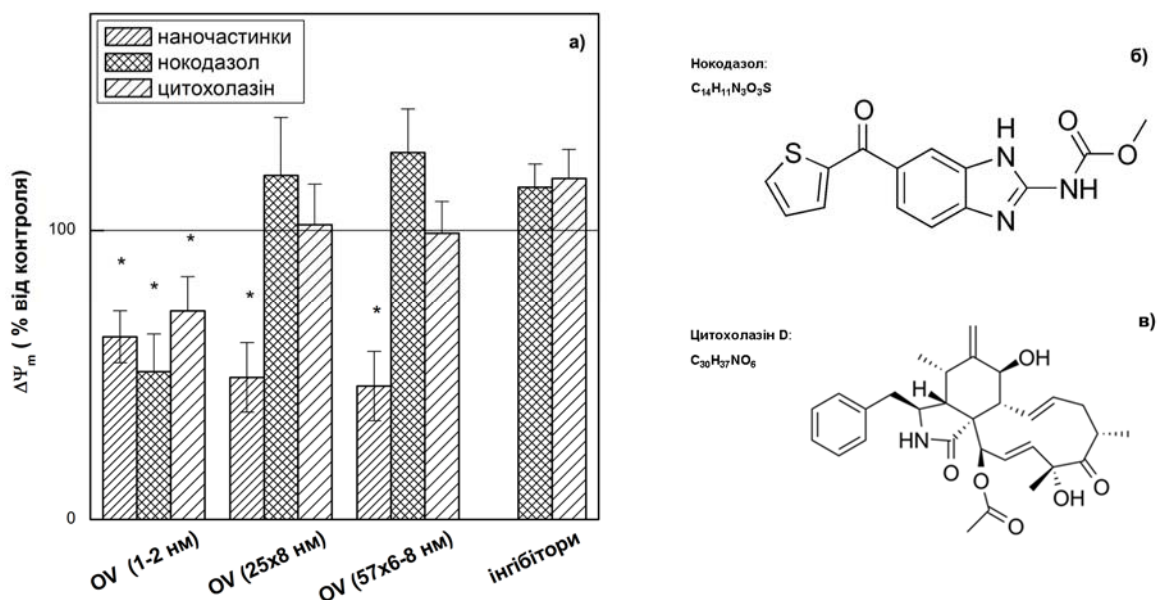 а)
наночастинки
нокодазол
цитохолазін
ΔΨm ( % від контроля)
100
0
*
*
*
*
*
OV (1-2 нм)
OV (25x8 нм)
OV (57x6-8 нм)
інгібітори
б)
Нокодазол:
C₁₄H₁₁N₃O₃S
O
S
H
N
N
NH
O
O
в)
Цитохолазін D:
C₃₀H₃₇NO₆
OH
H
HN
O
O
O
OH
O